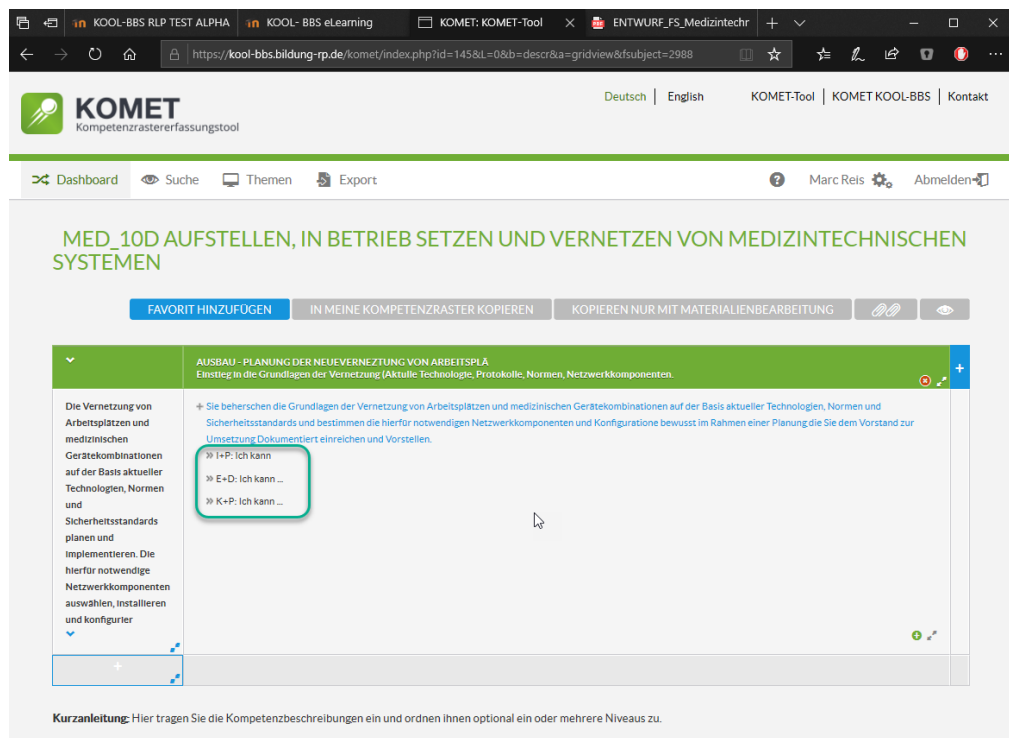 KOOL-BBS RLP TEST ALPHA
KOOL- BBS eLearning
KOMET: KOMET-Tool
ENTWURF_FS_Medizintechr
https://kool-bbs.bildung-rp.de/komet/index.php?id=145&L=0&b=descr&a=gridview&fsubject=2988
KOMET
Kompetenzrastererfassungstool
Deutsch | English
KOMET-Tool | KOMET KOOL-BBS | Kontakt
Dashboard
Suche
Themen
Export
Marc Reis
Abmelden
MED_10D AUFSTELLEN, IN BETRIEB SETZEN UND VERNETZEN VON MEDIZINTECHNISCHEN
SYSTEMEN
FAVORIT HINZUFÜGEN
IN MEINE KOMPETENZRASTER KOPIEREN
KOPIEREN NUR MIT MATERIALIENBEARBEITUNG
AUSBAU - PLANUNG DER NEUEVERNEZTUNG VON ARBEITSPLÄ
Einstieg in die Grundlagen der Vernetzung (Aktulle Technologie, Protokolle, Normen, Netzwerkkomponenten.
Die Vernetzung von
Arbeitsplätzen und
medizinischen
Gerätekombinationen
auf der Basis aktueller
Technologien, Normen
und
Sicherheitsstandards
planen und
implementieren. Die
hierfür notwendige
Netzwerkkomponenten
auswählen, installieren
und konfigurier
+ Sie beherschen die Grundlagen der Vernetzung von Arbeitsplätzen und medizinischen Gerätekombinationen auf der Basis aktueller Technologien, Normen und
Sicherheitsstandards und bestimmen die hierfür notwendigen Netzwerkkomponenten und Konfiguratione bewusst im Rahmen einer Planung die Sie dem Vorstand zur
Umsetzung Dokumentiert einreichen und Vorstellen.
» I+P: Ich kann
» E+D: Ich kann ...
» K+P: Ich kann ...
Kurzanleitung: Hier tragen Sie die Kompetenzbeschreibungen ein und ordnen ihnen optional ein oder mehrere Niveaus zu.